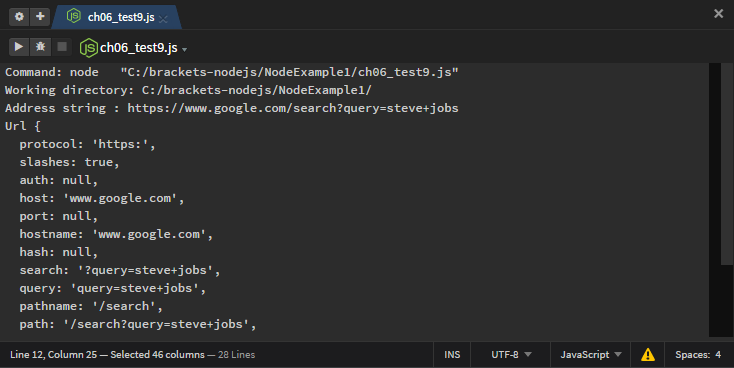 ch06_test9.js
ch06_test9.js
Command: node   "C:/brackets-nodejs/NodeExample1/ch06_test9.js"
Working directory: C:/brackets-nodejs/NodeExample1/
Address string : https://www.google.com/search?query=steve+jobs
Url {
  protocol: 'https:',
  slashes: true,
  auth: null,
  host: 'www.google.com',
  port: null,
  hostname: 'www.google.com',
  hash: null,
  search: '?query=steve+jobs',
  query: 'query=steve+jobs',
  pathname: '/search',
  path: '/search?query=steve+jobs',
Line 12, Column 25 — Selected 46 columns — 28 Lines INS UTF-8 JavaScript Spaces: 4